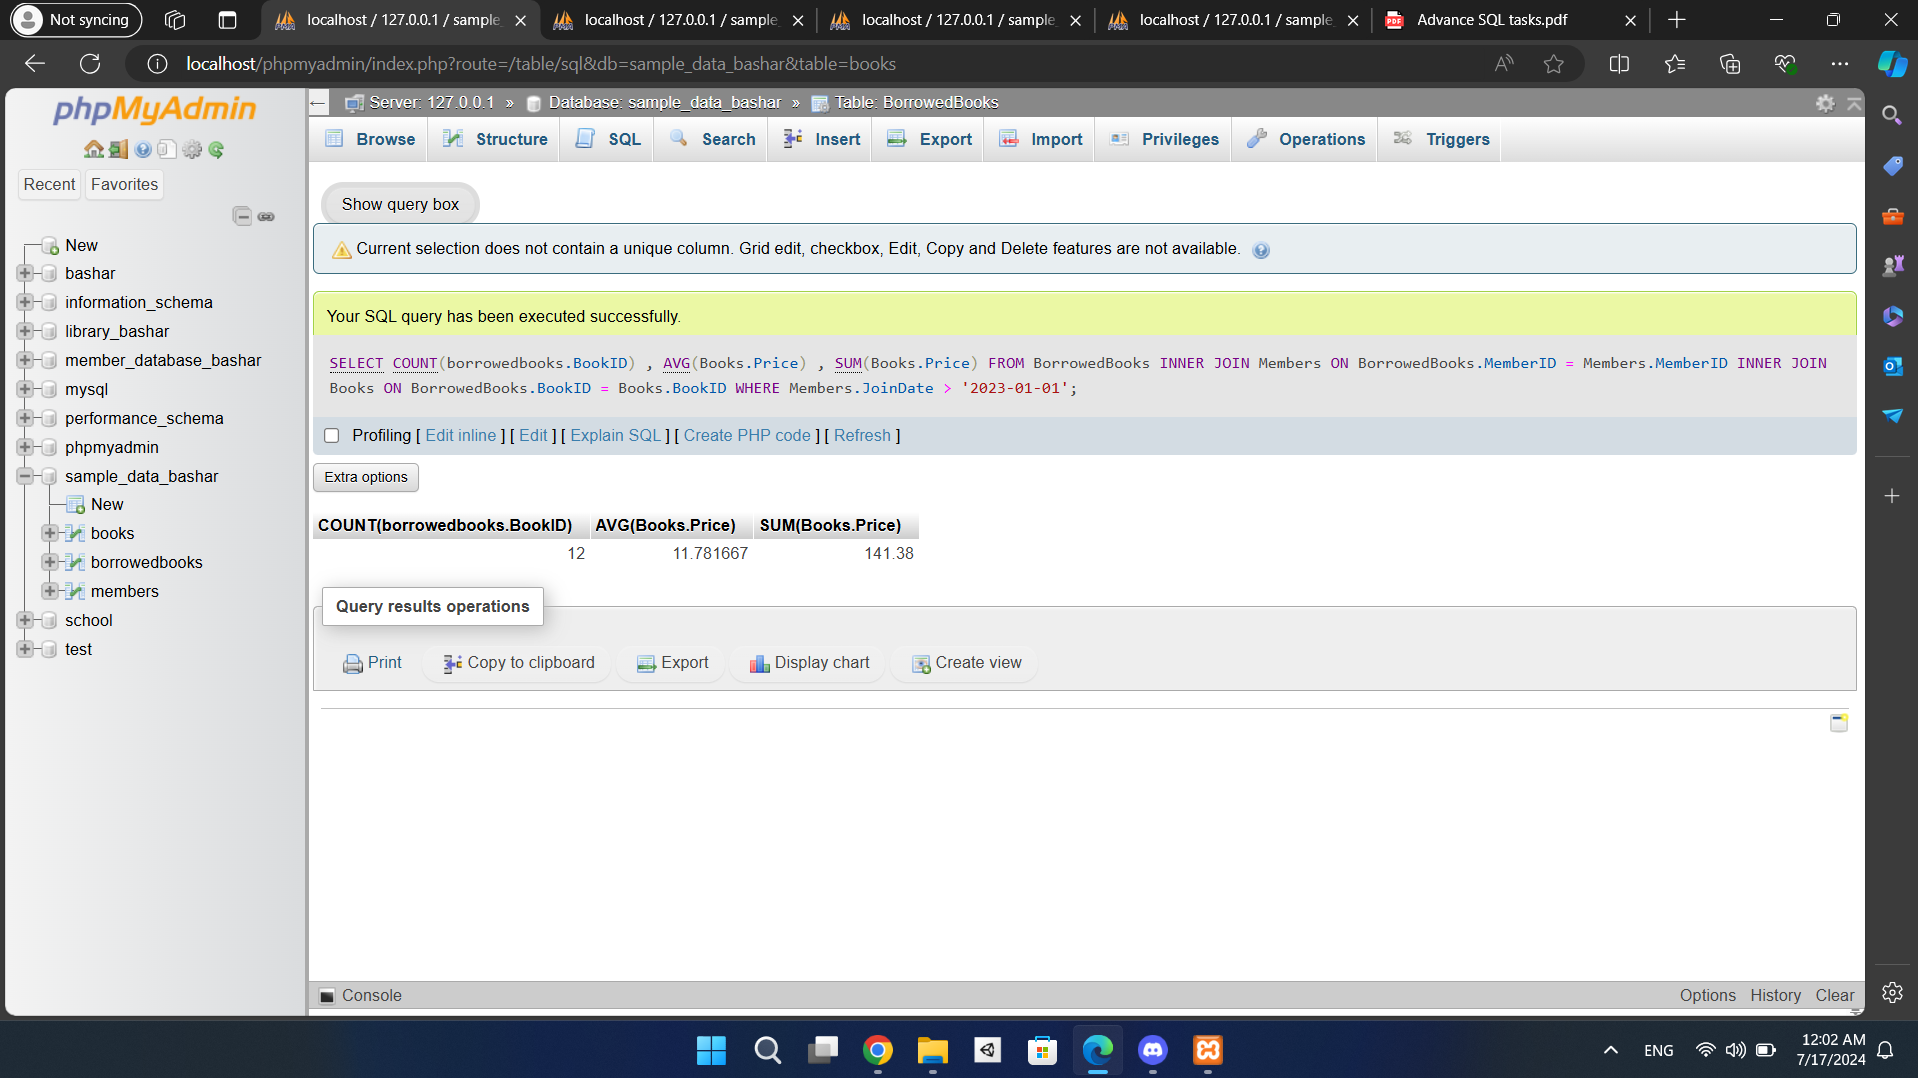 Not syncing
localhost / 127.0.0.1 / sample_
localhost / 127.0.0.1 / sample_
localhost / 127.0.0.1 / sample_
localhost / 127.0.0.1 / sample_
PDF
Advance SQL tasks.pdf
localhost/phpmyadmin/index.php?route=/table/sql&db=sample_data_bashar&table=books
phpMyAdmin
Server: 127.0.0.1 » Database: sample_data_bashar » Table: BorrowedBooks
Browse Structure SQL Search Insert Export Import Privileges Operations Triggers
Recent Favorites
New
bashar
information_schema
library_bashar
member_database_bashar
mysql
performance_schema
phpmyadmin
sample_data_bashar
New
books
borrowedbooks
members
school
test
Show query box
Current selection does not contain a unique column. Grid edit, checkbox, Edit, Copy and Delete features are not available.
Your SQL query has been executed successfully.
SELECT COUNT(borrowedbooks.BookID) , AVG(Books.Price) , SUM(Books.Price) FROM BorrowedBooks INNER JOIN Members ON BorrowedBooks.MemberID = Members.MemberID INNER JOIN
Books ON BorrowedBooks.BookID = Books.BookID WHERE Members.JoinDate > '2023-01-01';
Profiling [ Edit inline ] [ Edit ] [ Explain SQL ] [ Create PHP code ] [ Refresh ]
Extra options
COUNT(borrowedbooks.BookID) AVG(Books.Price) SUM(Books.Price)
12 11.781667 141.38
Query results operations
Print Copy to clipboard Export Display chart Create view
Console
Options History Clear
ENG
12:02 AM
7/17/2024